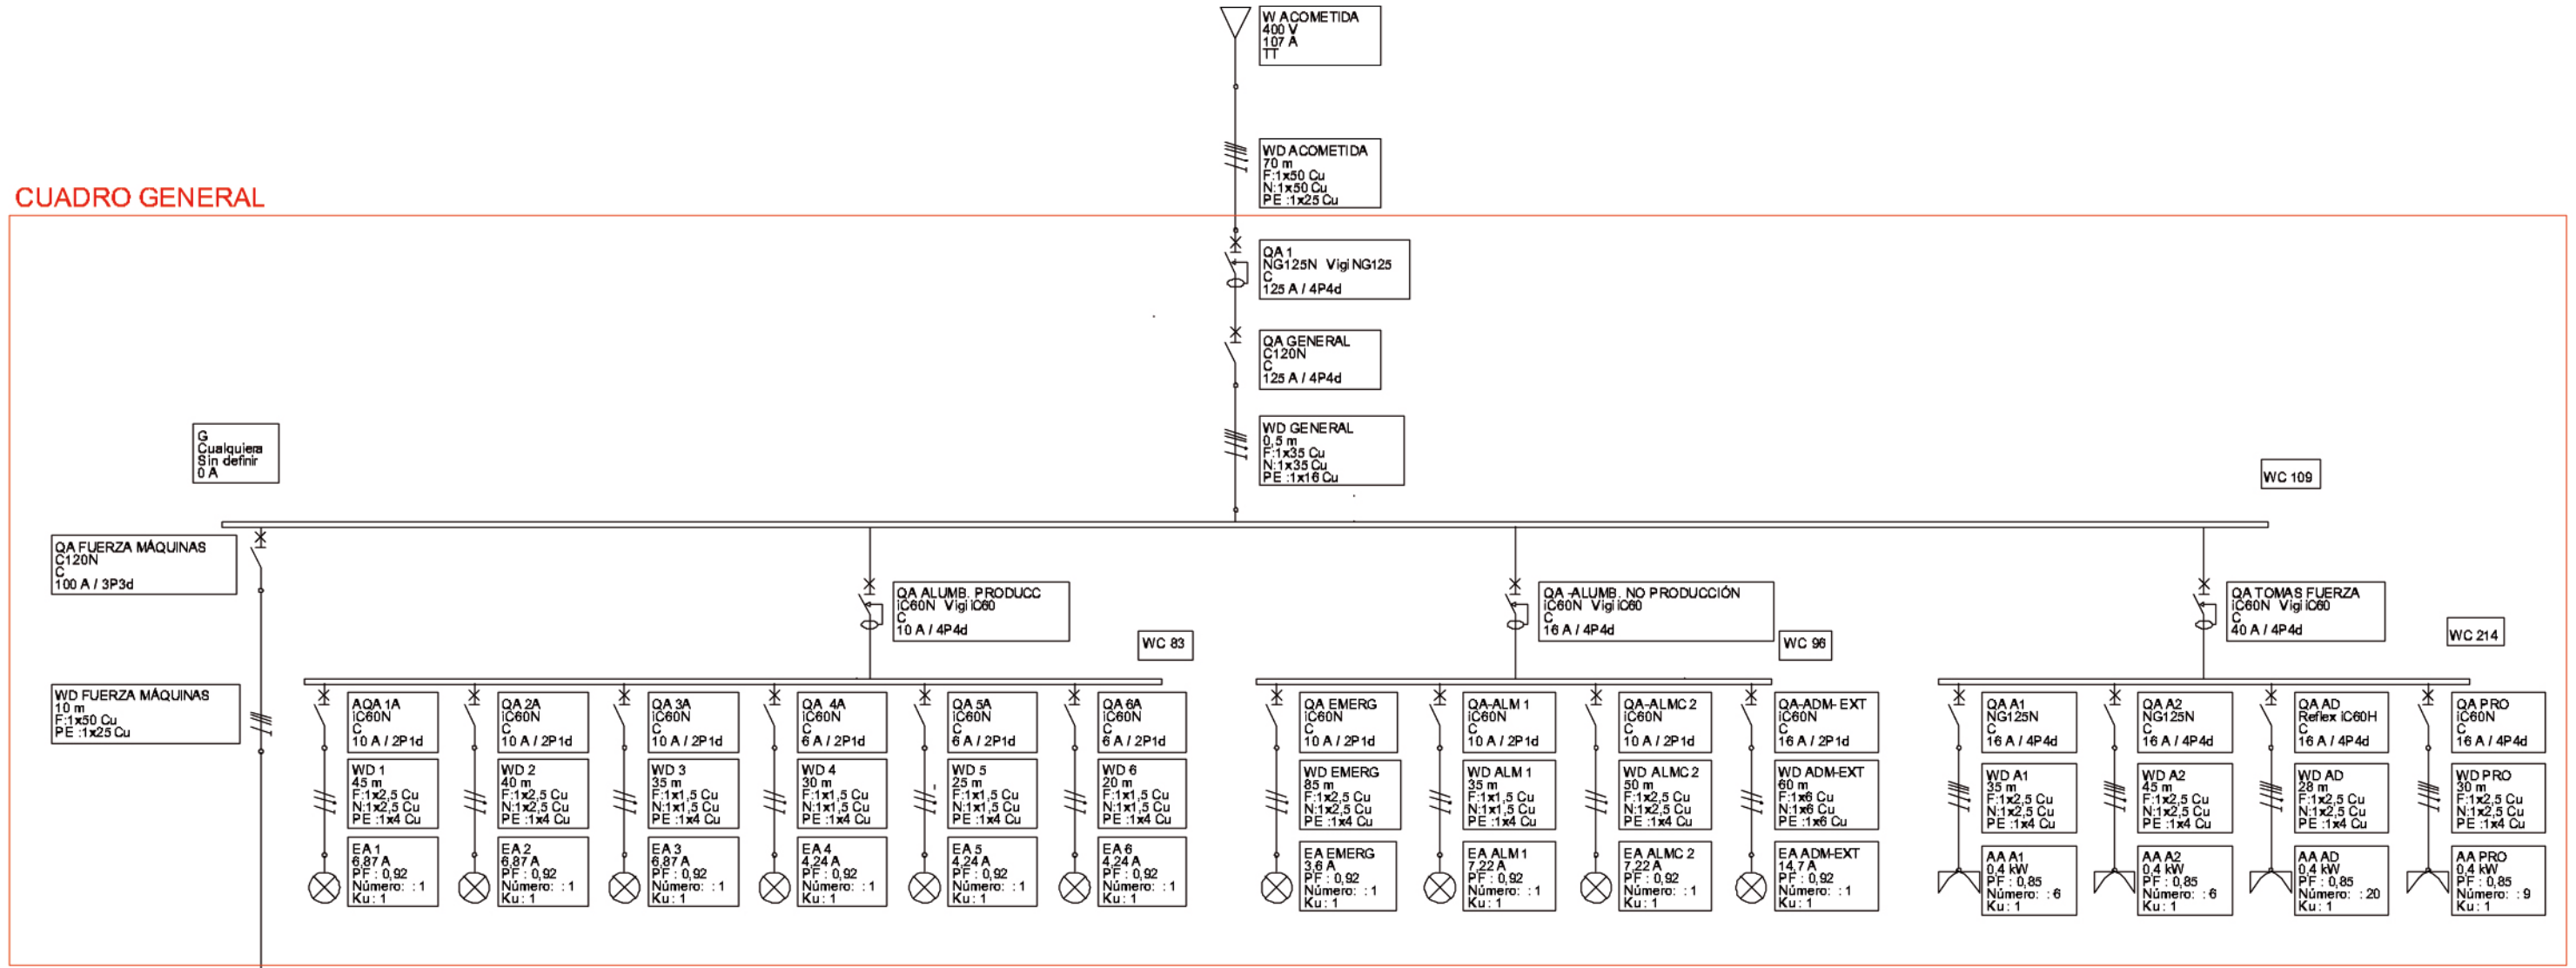 W ACOMETIDA
400 V
107 A
TT
WD ACOMETIDA
70 m
F:1x50 Cu
N:1x50 Cu
PE :1x25 Cu
CUADRO GENERAL
QA 1
NG125N Vigi NG125
C
125 A / 4P4d
QA GENERAL
C120N
C
125 A / 4P4d
WD GENERAL
0,5 m
F:1x35 Cu
N:1x35 Cu
PE :1x16 Cu
G
Cualquiera
Sin definir
0 A
WC 109
QA FUERZA MÁQUINAS
C120N
C
100 A / 3P3d
QA ALUMB. PRODUCC
iC60N Vigi iC60
C
10 A / 4P4d
QA -ALUMB. NO PRODUCCIÓN
iC60N Vigi iC60
C
16 A / 4P4d
QA TOMAS FUERZA
iC60N Vigi iC60
C
40 A / 4P4d
WC 83
WC 96
WC 214
WD FUERZA MÁQUINAS
10 m
F:1x50 Cu
PE :1x25 Cu
AQA 1A
iC60N
C
10 A / 2P1d
QA 2A
iC60N
C
10 A / 2P1d
QA 3A
iC60N
C
10 A / 2P1d
QA 4A
iC60N
C
6 A / 2P1d
QA 5A
iC60N
C
6 A / 2P1d
QA 6A
iC60N
C
6 A / 2P1d
QA EMERG
iC60N
C
10 A / 2P1d
QA-ALM 1
iC60N
C
10 A / 2P1d
QA-ALMC 2
iC60N
C
10 A / 2P1d
QA-ADM- EXT
iC60N
C
16 A / 2P1d
QA A1
NG125N
C
16 A / 4P4d
QA A2
NG125N
C
16 A / 4P4d
QA AD
Reflex iC60H
C
16 A / 4P4d
QA PRO
iC60N
C
16 A / 4P4d
WD 1
45 m
F:1x2,5 Cu
N:1x2,5 Cu
PE :1x4 Cu
WD 2
40 m
F:1x2,5 Cu
N:1x2,5 Cu
PE :1x4 Cu
WD 3
35 m
F:1x1,5 Cu
N:1x1,5 Cu
PE :1x4 Cu
WD 4
30 m
F:1x1,5 Cu
N:1x1,5 Cu
PE :1x4 Cu
WD 5
25 m
F:1x1,5 Cu
N:1x1,5 Cu
PE :1x4 Cu
WD 6
20 m
F:1x1,5 Cu
N:1x1,5 Cu
PE :1x4 Cu
WD EMERG
85 m
F:1x2,5 Cu
N:1x2,5 Cu
PE :1x4 Cu
WD ALM 1
35 m
F:1x1,5 Cu
N:1x1,5 Cu
PE :1x4 Cu
WD ALMC 2
50 m
F:1x2,5 Cu
N:1x2,5 Cu
PE :1x4 Cu
WD ADM-EXT
60 m
F:1x6 Cu
N:1x6 Cu
PE :1x6 Cu
WD A1
35 m
F:1x2,5 Cu
N:1x2,5 Cu
PE :1x4 Cu
WD A2
45 m
F:1x2,5 Cu
N:1x2,5 Cu
PE :1x4 Cu
WD AD
28 m
F:1x2,5 Cu
N:1x2,5 Cu
PE :1x4 Cu
WD PRO
30 m
F:1x2,5 Cu
N:1x2,5 Cu
PE :1x4 Cu
EA 1
6,87 A
PF : 0,92
Número: : 1
Ku : 1
EA 2
6,87 A
PF : 0,92
Número: : 1
Ku : 1
EA 3
6,87 A
PF : 0,92
Número: : 1
Ku : 1
EA 4
4,24 A
PF : 0,92
Número: : 1
Ku : 1
EA 5
4,24 A
PF : 0,92
Número: : 1
Ku : 1
EA 6
4,24 A
PF : 0,92
Número: : 1
Ku : 1
EA EMERG
3,6 A
PF : 0,92
Número: : 1
Ku : 1
EA ALM 1
7,22 A
PF : 0,92
Número: : 1
Ku : 1
EA ALMC 2
7,22 A
PF : 0,92
Número: : 1
Ku : 1
EA ADM-EXT
14,7 A
PF : 0,92
Número: : 1
Ku : 1
AA A1
0,4 kW
PF : 0,85
Número: : 6
Ku : 1
AA A2
0,4 kW
PF : 0,85
Número: : 6
Ku : 1
AA AD
0,4 kW
PF : 0,85
Número: : 20
Ku : 1
AA PRO
0,4 kW
PF : 0,85
Número: : 9
Ku : 1